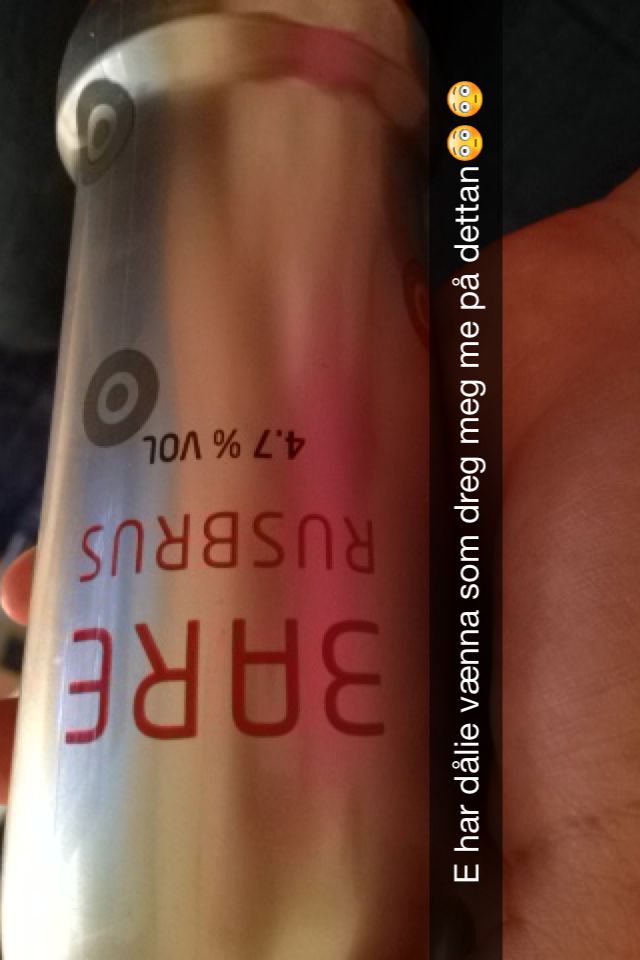 BARE
RUSBRUS
4.7 % VOL
E har dålie vænna som dreg meg me på dettan😳😳